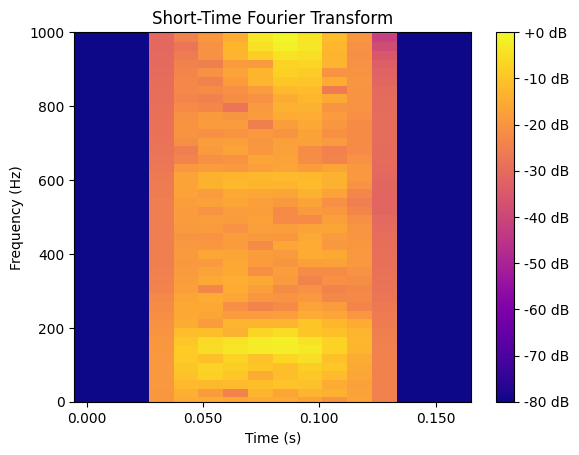 Short-Time Fourier Transform
1000
800
600
400
200
0
Frequency (Hz)
0.000
0.050
0.100
0.150
Time (s)
+0 dB
-10 dB
-20 dB
-30 dB
-40 dB
-50 dB
-60 dB
-70 dB
-80 dB